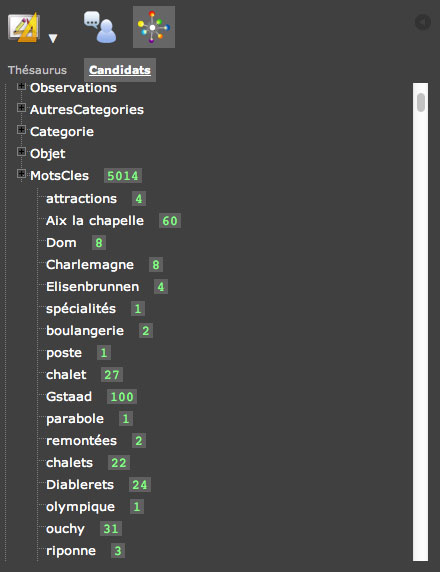 Thésaurus Candidats
Observations
AutresCategories
Categorie
Objet
MotsCles 5014
attractions 4
Aix la chapelle 60
Dom 8
Charlemagne 8
Elisenbrunnen 4
spécialités 1
boulangerie 2
poste 1
chalet 27
Gstaad 100
parabole 1
remontées 2
chalets 22
Diablerets 24
olympique 1
ouchy 31
riponne 3